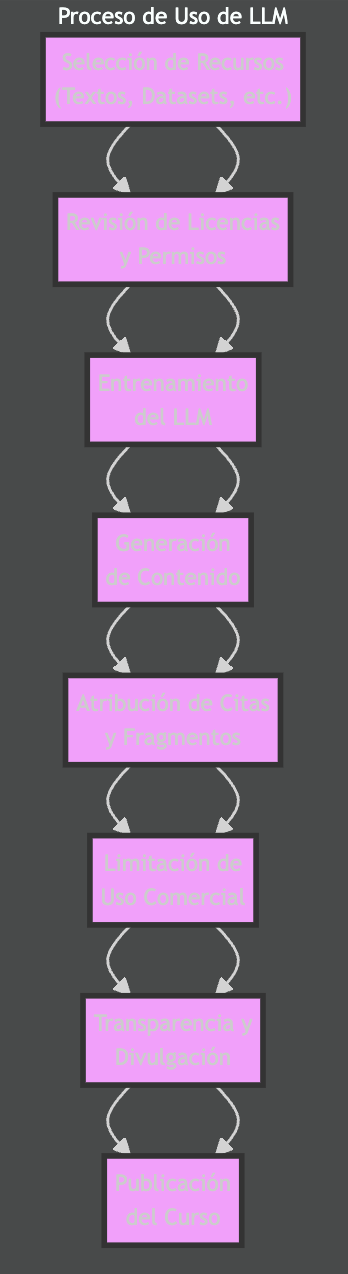 Proceso de Uso de LLM
Selección de Recursos
(Textos, Datasets, etc.)
Revisión de Licencias
y Permisos
Entrenamiento
del LLM
Generación
de Contenido
Atribución de Citas
y Fragmentos
Limitación de
Uso Comercial
Transparencia y
Divulgación
Publicación
del Curso